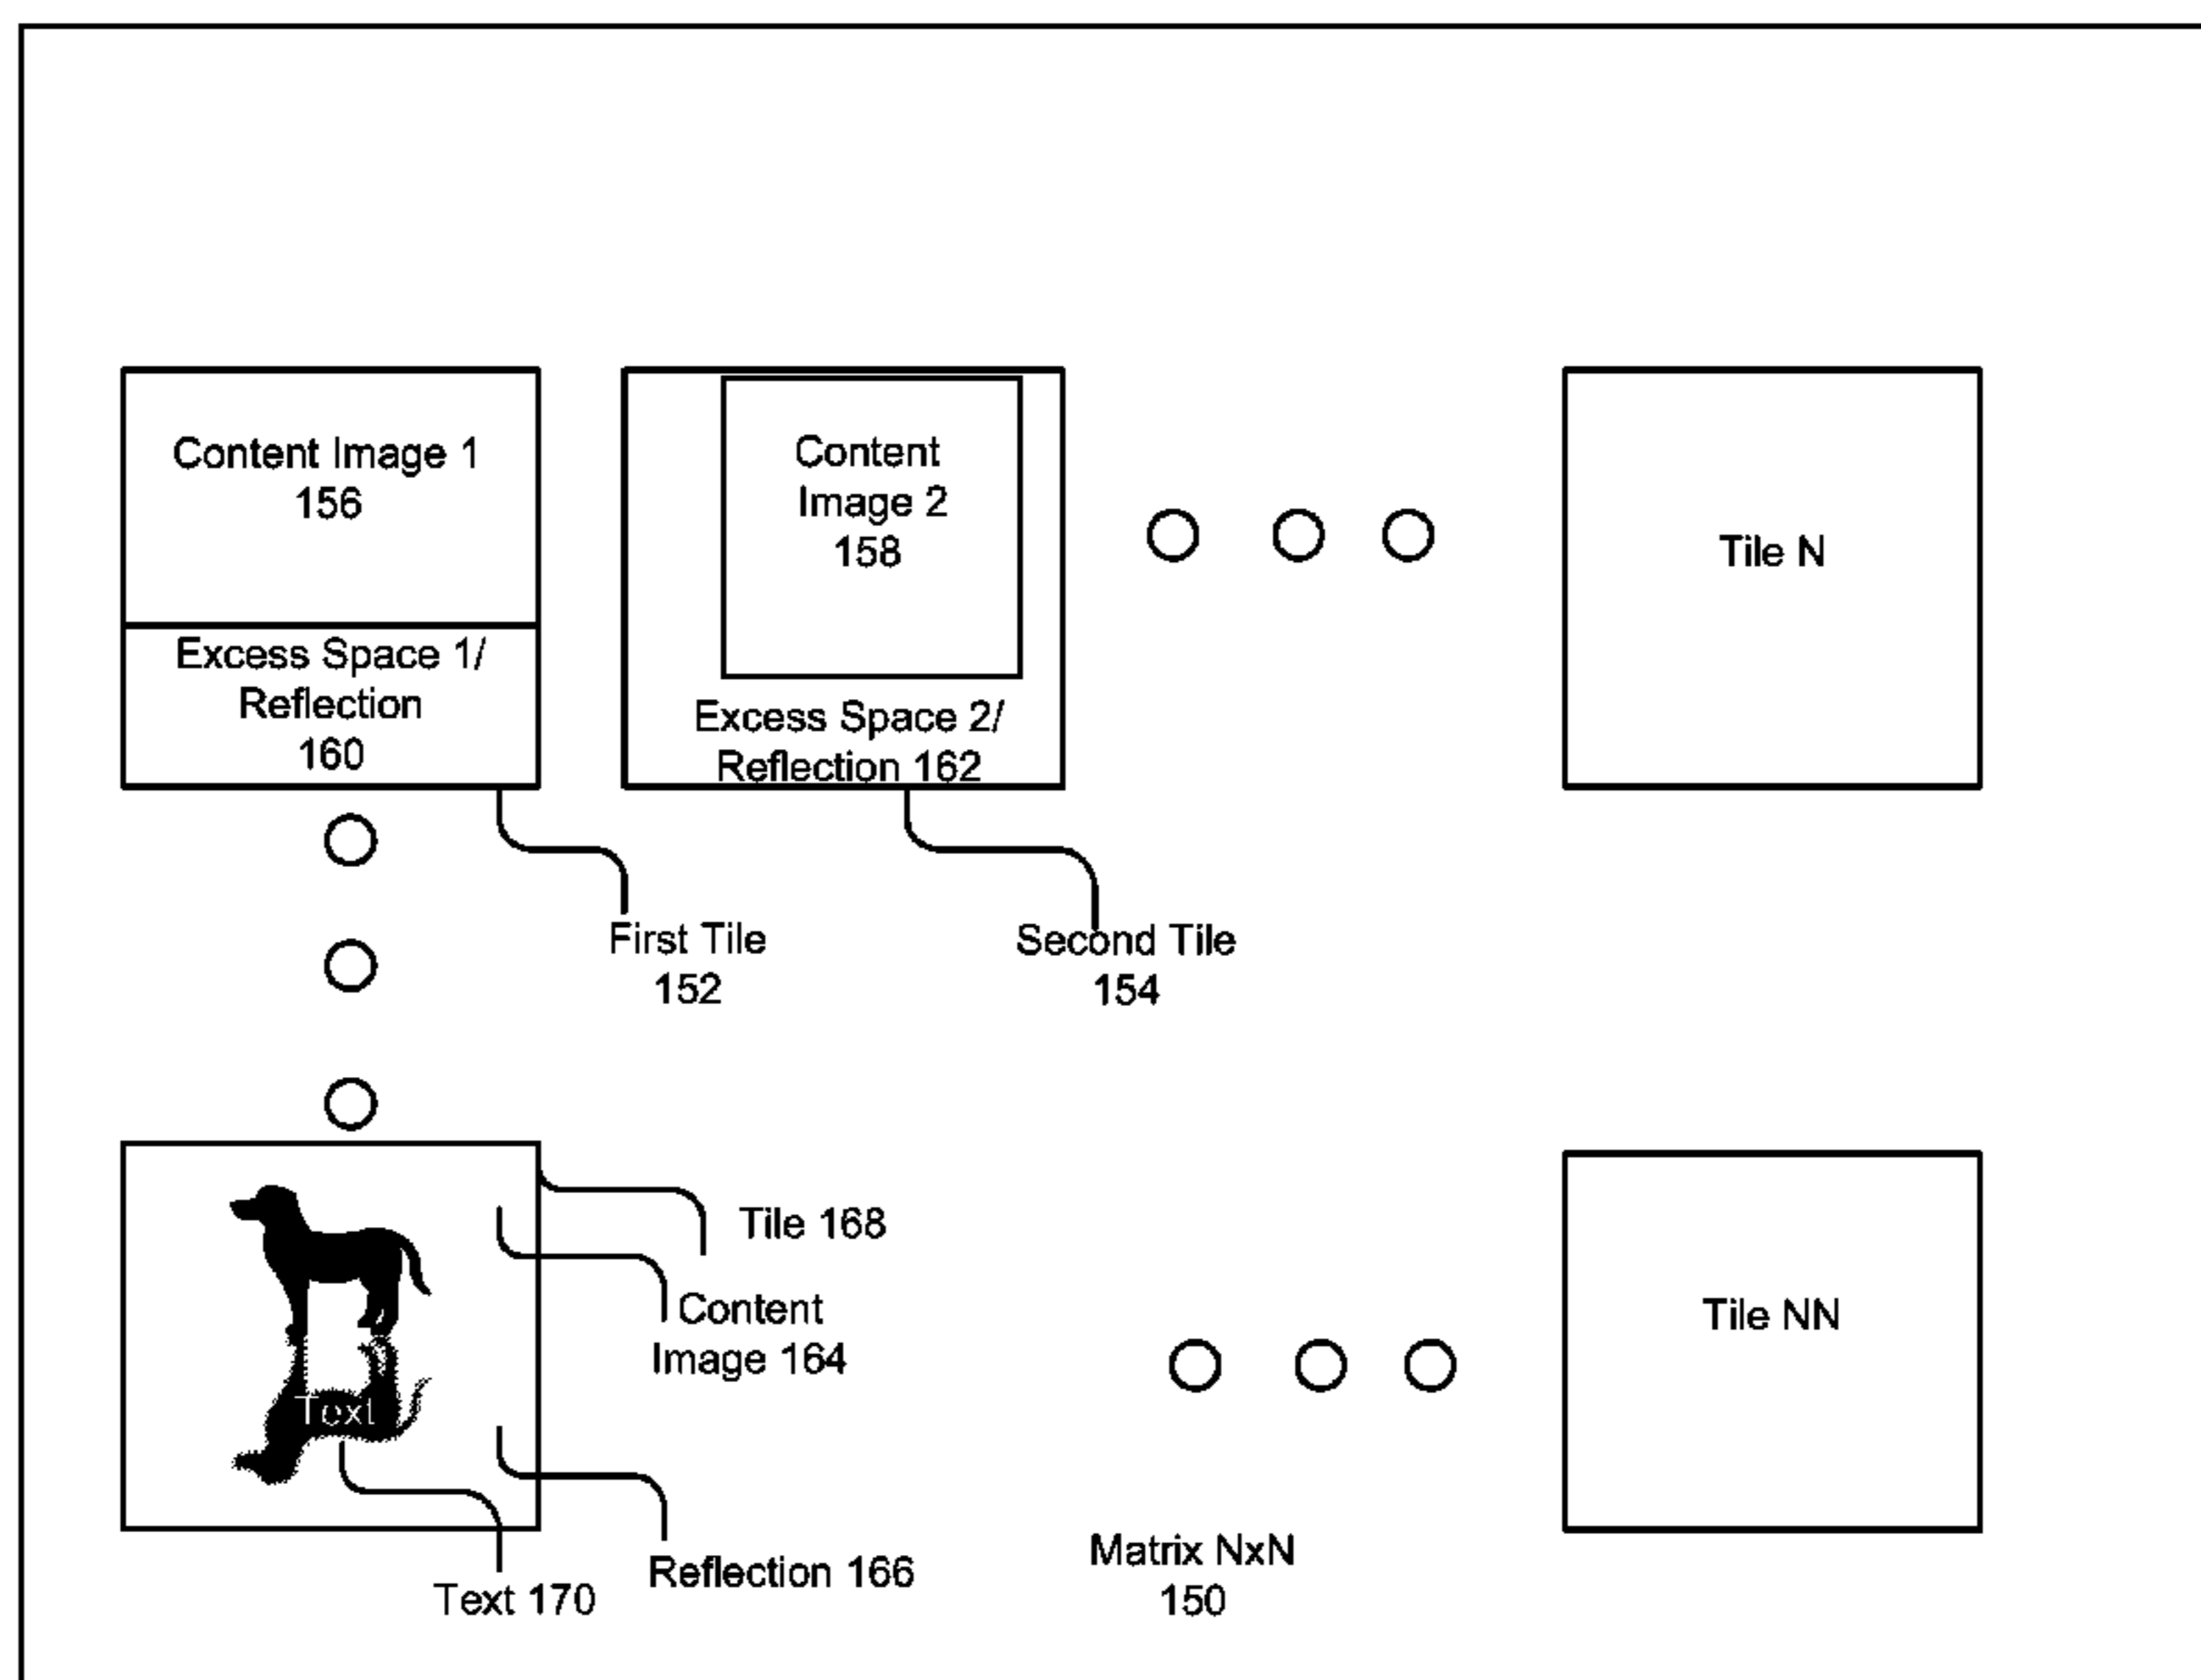 Content Image 1
156
Excess Space 1/
Reflection
160
Content
Image 2
158
Excess Space 2/
Reflection 162
Tile N
First Tile
152
Second Tile
154
Tile 168
Content
Image 164
Text
Reflection 166
Text 170
Tile NN
Matrix NxN
150